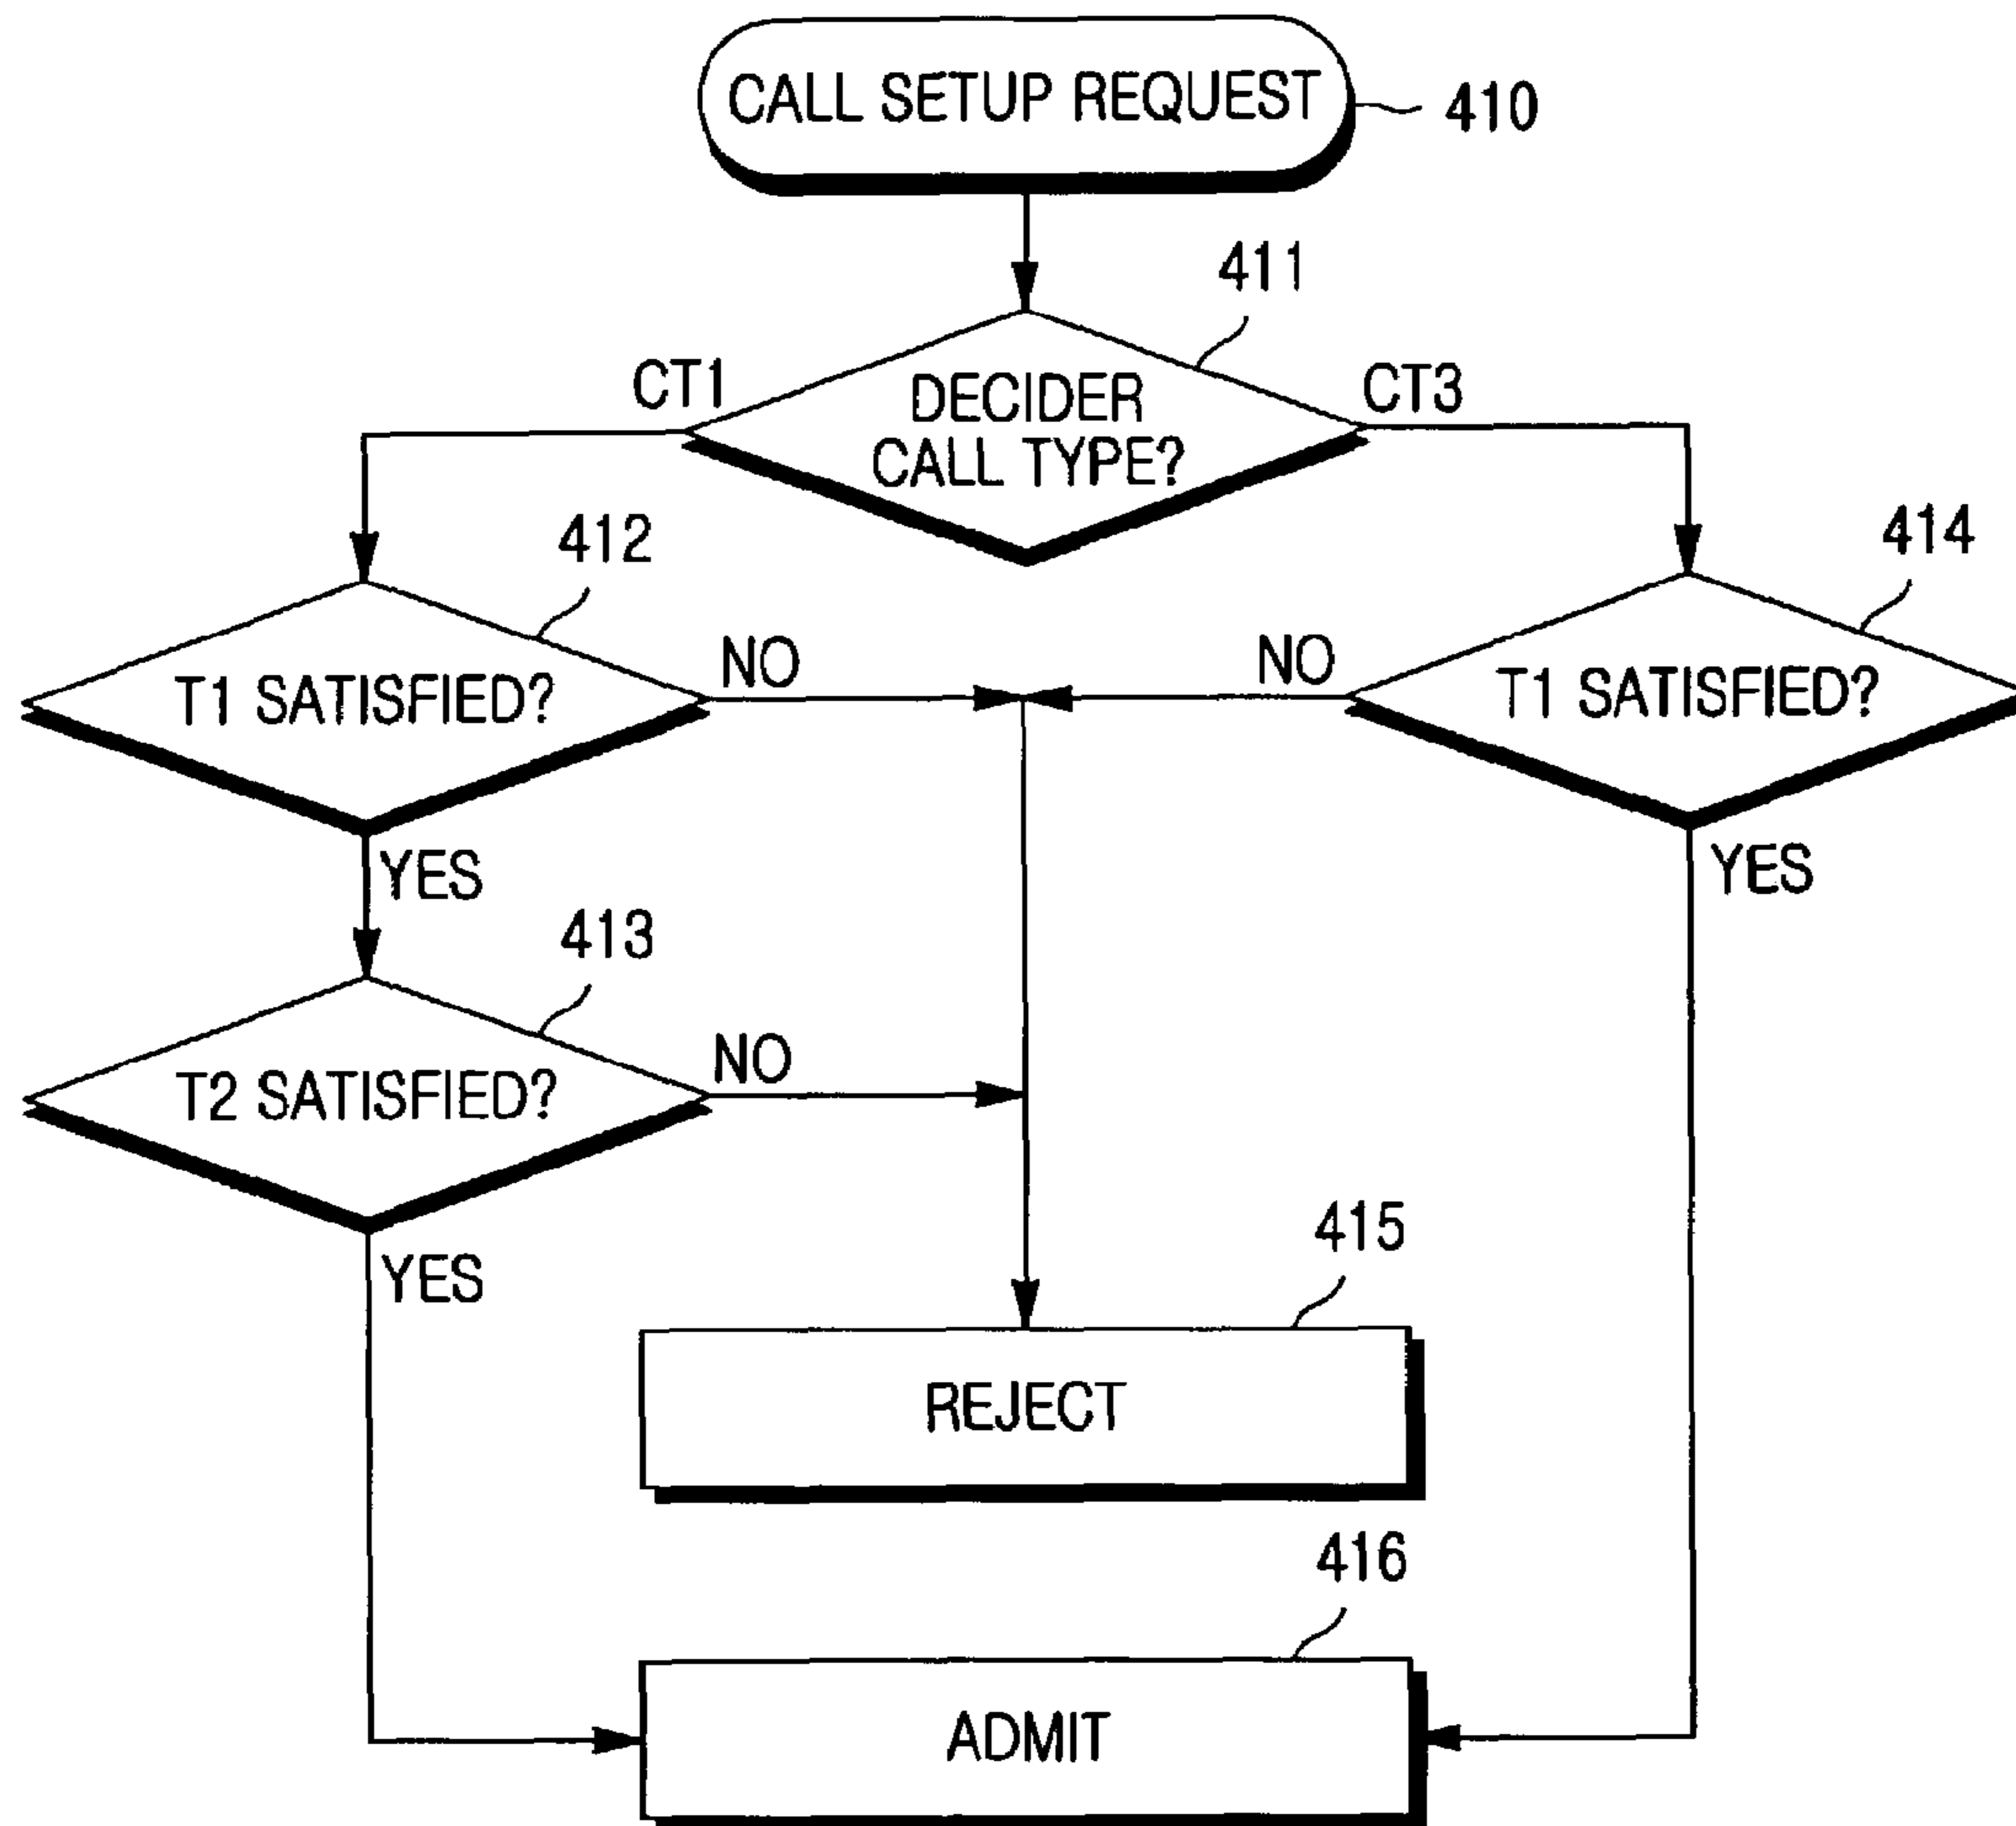 CALL SETUP REQUEST
410
411
CT1
DECIDER
CALL TYPE?
CT3
412
414
T1 SATISFIED?
NO
NO
T1 SATISFIED?
YES
YES
413
T2 SATISFIED?
NO
YES
415
REJECT
416
ADMIT